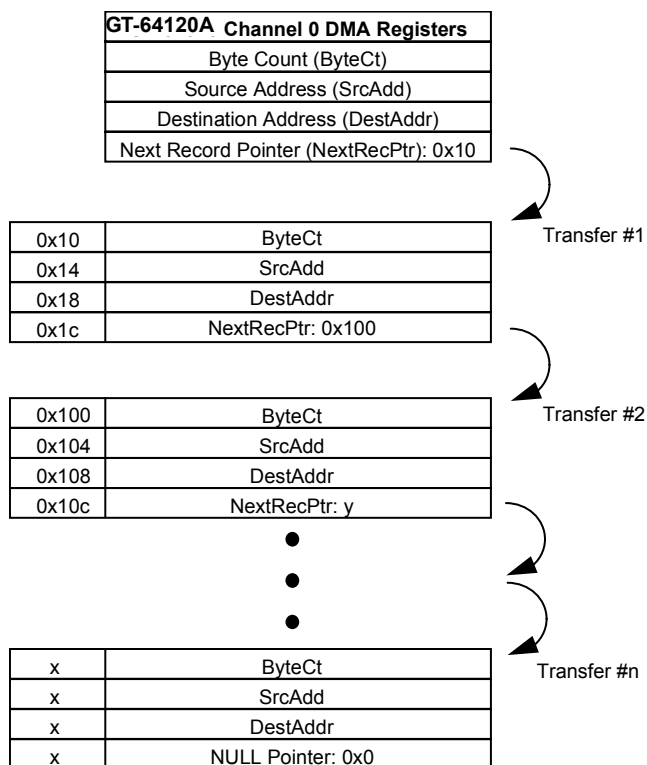 GT-64120A Channel 0 DMA Registers
Byte Count (ByteCt)
Source Address (SrcAdd)
Destination Address (DestAddr)
Next Record Pointer (NextRecPtr): 0x10
Transfer #1
0x10 ByteCt
0x14 SrcAdd
0x18 DestAddr
0x1c NextRecPtr: 0x100
Transfer #2
0x100 ByteCt
0x104 SrcAdd
0x108 DestAddr
0x10c NextRecPtr: y
Transfer #n
x ByteCt
x SrcAdd
x DestAddr
x NULL Pointer: 0x0